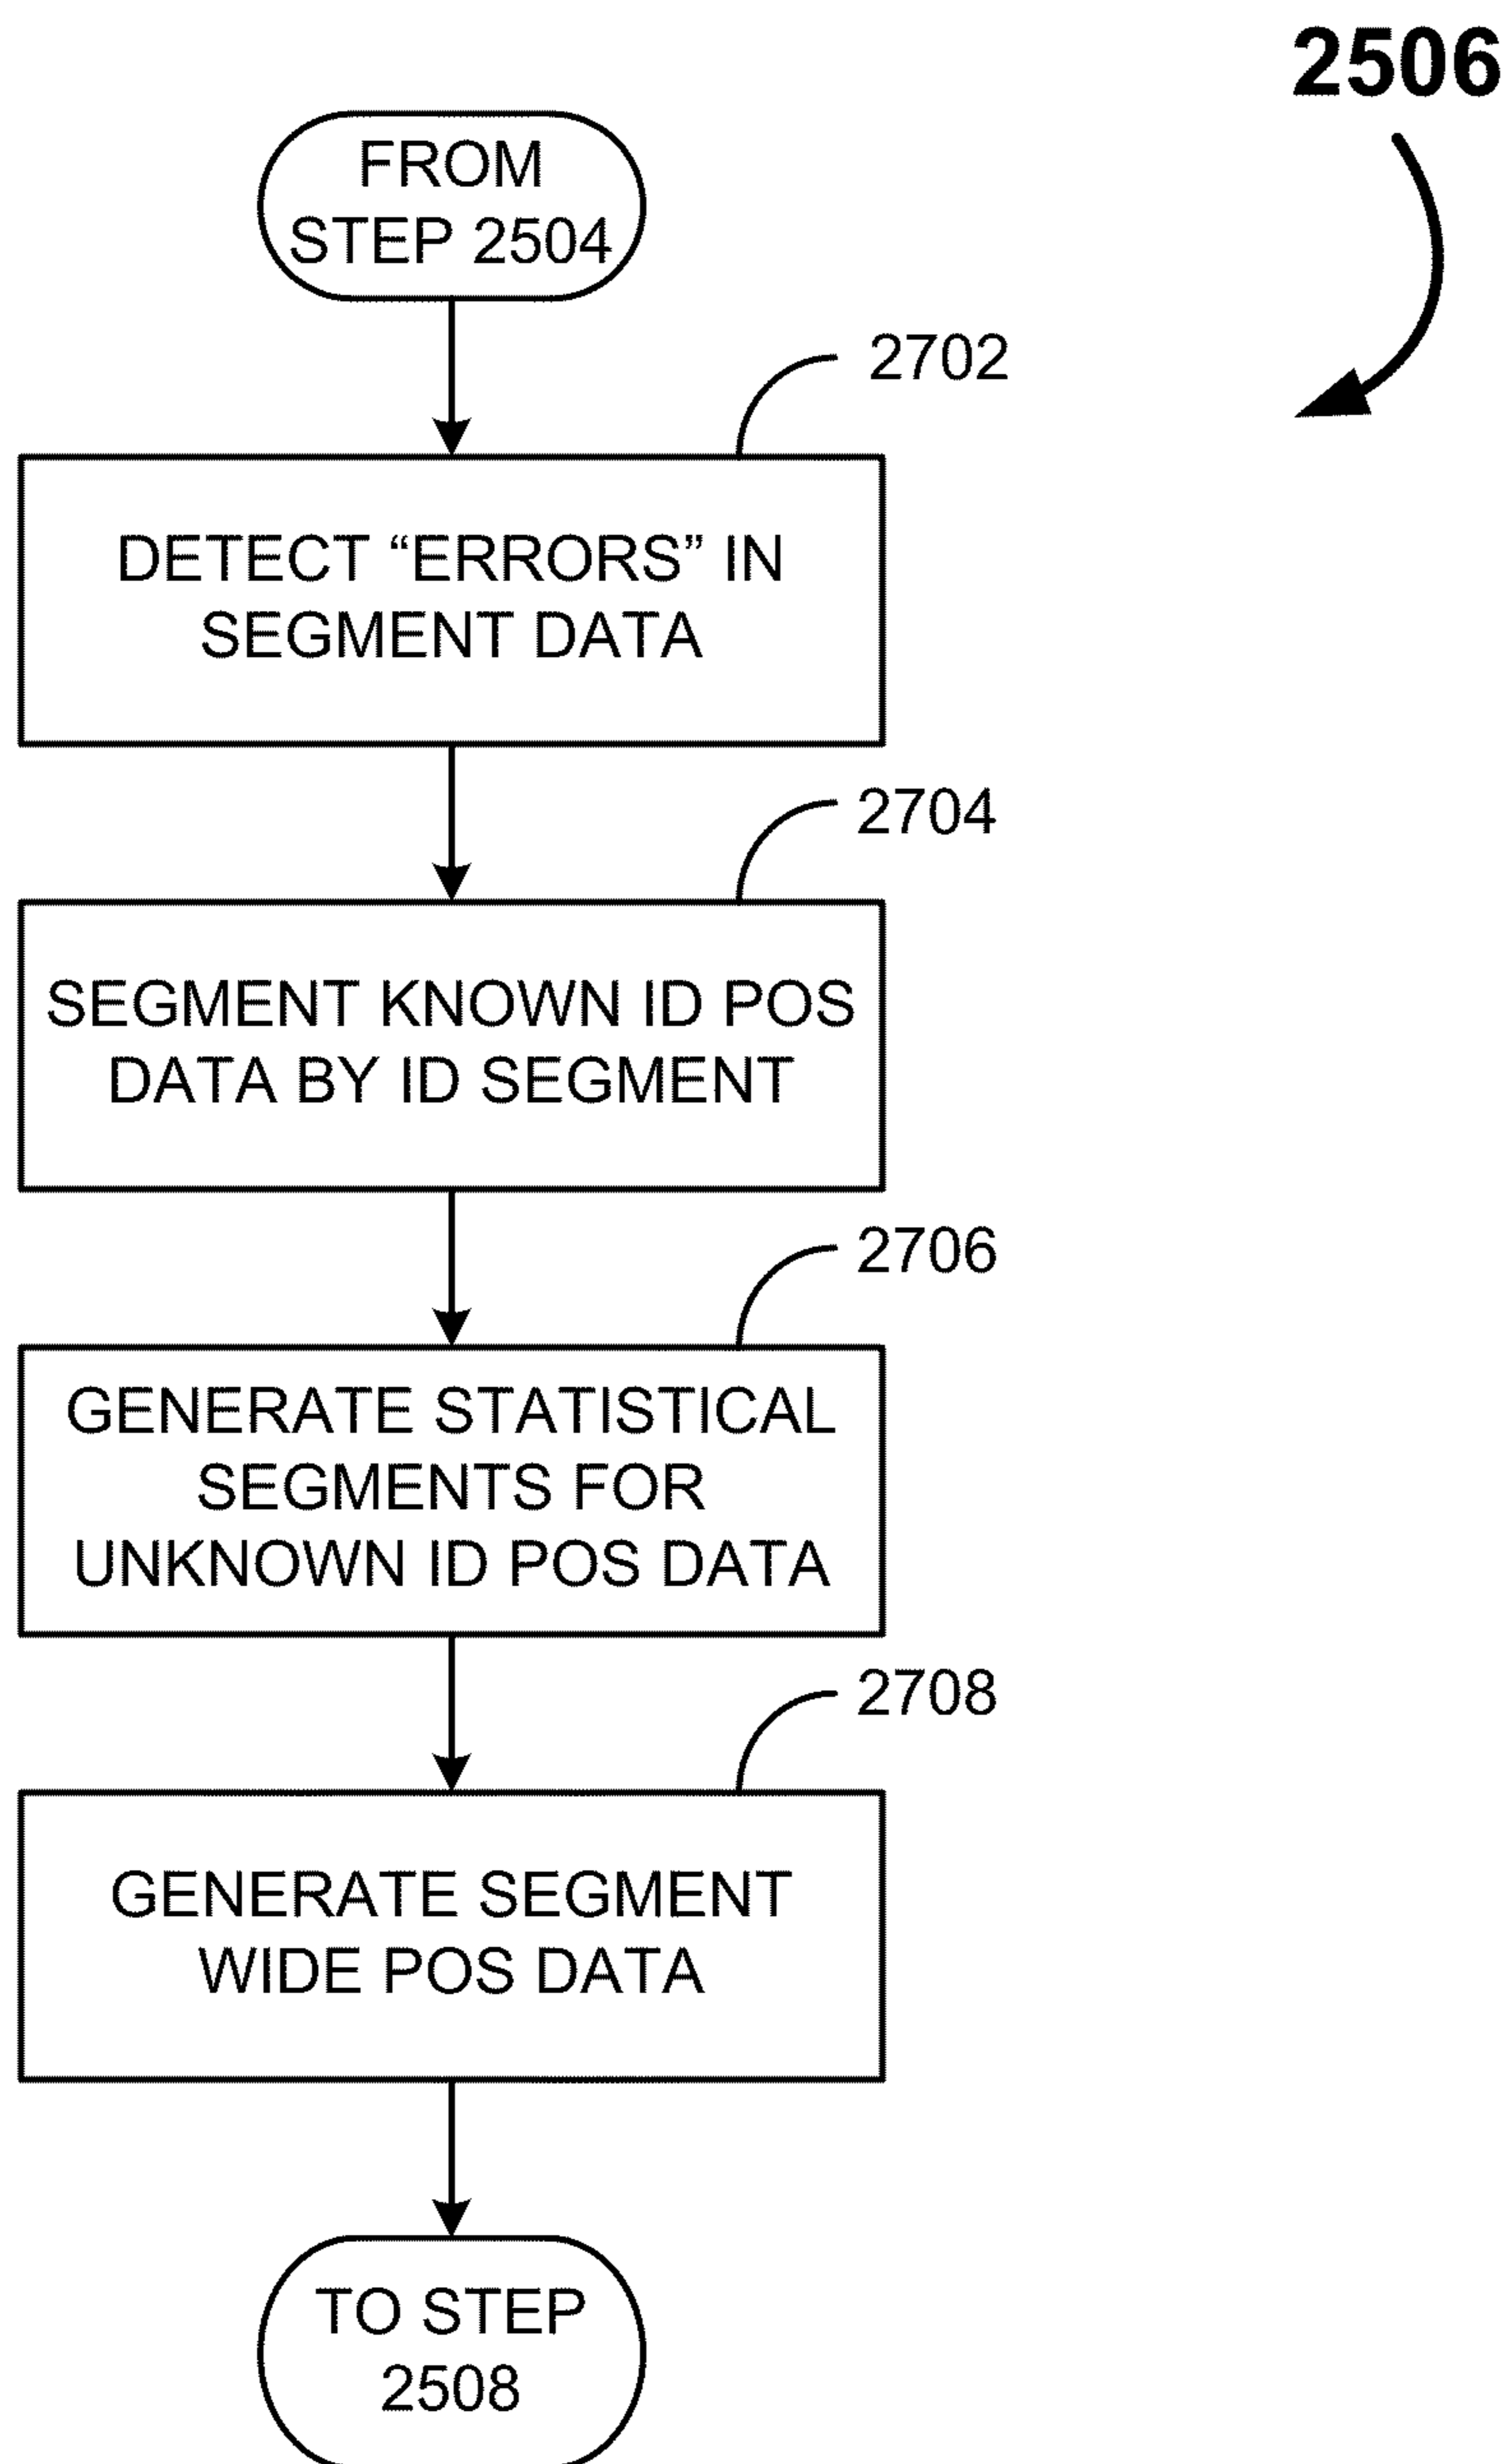 2506
FROM
STEP 2504
2702
DETECT “ERRORS” IN
SEGMENT DATA
2704
SEGMENT KNOWN ID POS
DATA BY ID SEGMENT
2706
GENERATE STATISTICAL
SEGMENTS FOR
UNKNOWN ID POS DATA
2708
GENERATE SEGMENT
WIDE POS DATA
TO STEP
2508